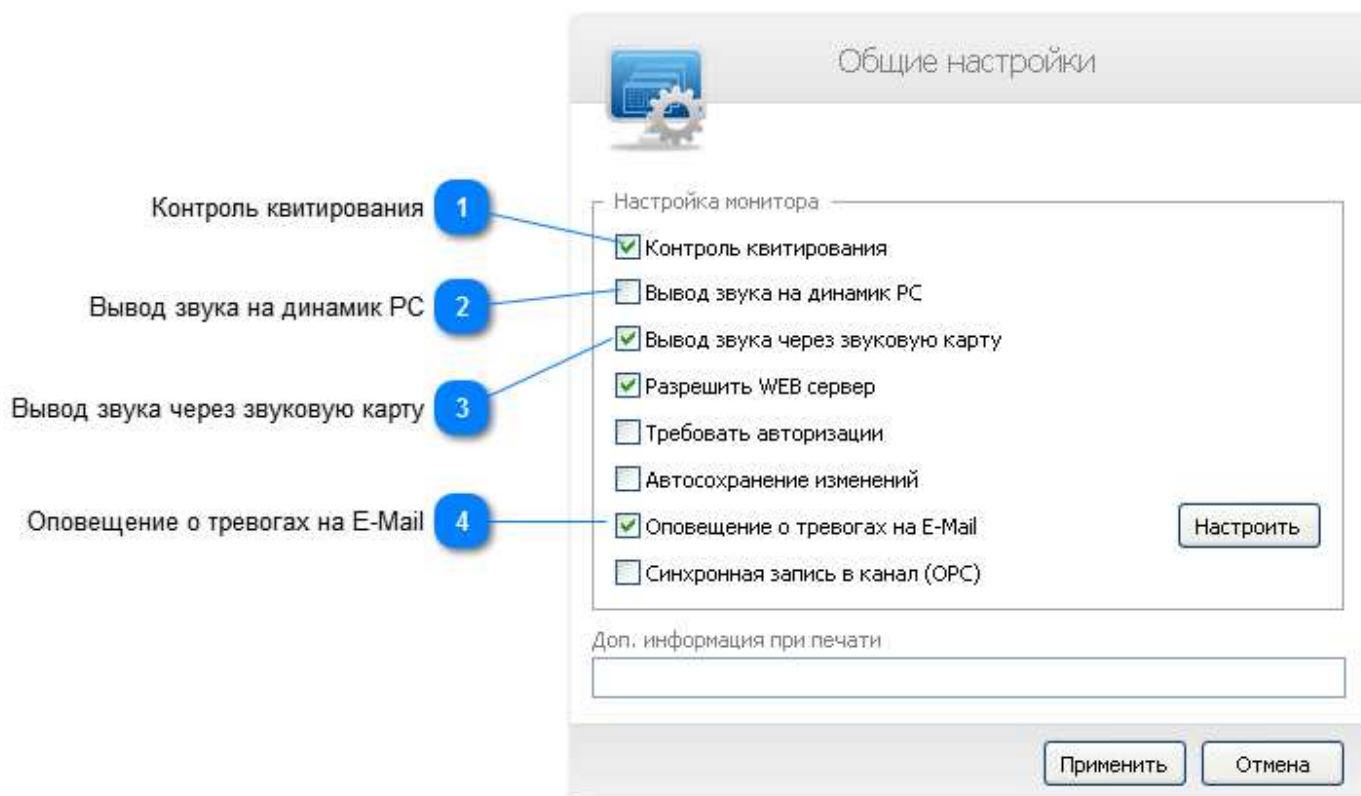 Общие настройки
Контроль квитирования 1
Вывод звука на динамик PC 2
Вывод звука через звуковую карту 3
Оповещение о тревогах на E-Mail 4
Настройка монитора
Контроль квитирования
Вывод звука на динамик PC
Вывод звука через звуковую карту
Разрешить WEB сервер
Требовать авторизации
Автосохранение изменений
Оповещение о тревогах на E-Mail
Настроить
Синхронная запись в канал (OPC)
Доп. информация при печати
Применить
Отмена